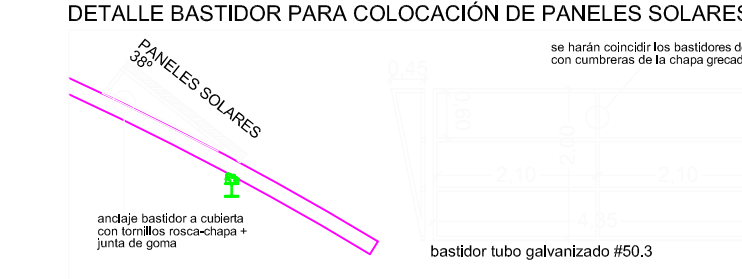 DETALLE BASTIDOR PARA COLOCACIÓN DE PANELES SOLARES
se harán coincidir los bastidores d
con cumbreras de la chapa grecad
PANELES SOLARES
38º
0.45
0.90
2.00
2.10
2.10
4.35
anclaje bastidor a cubierta
con tornillos rosca-chapa +
junta de goma
bastidor tubo galvanizado #50.3